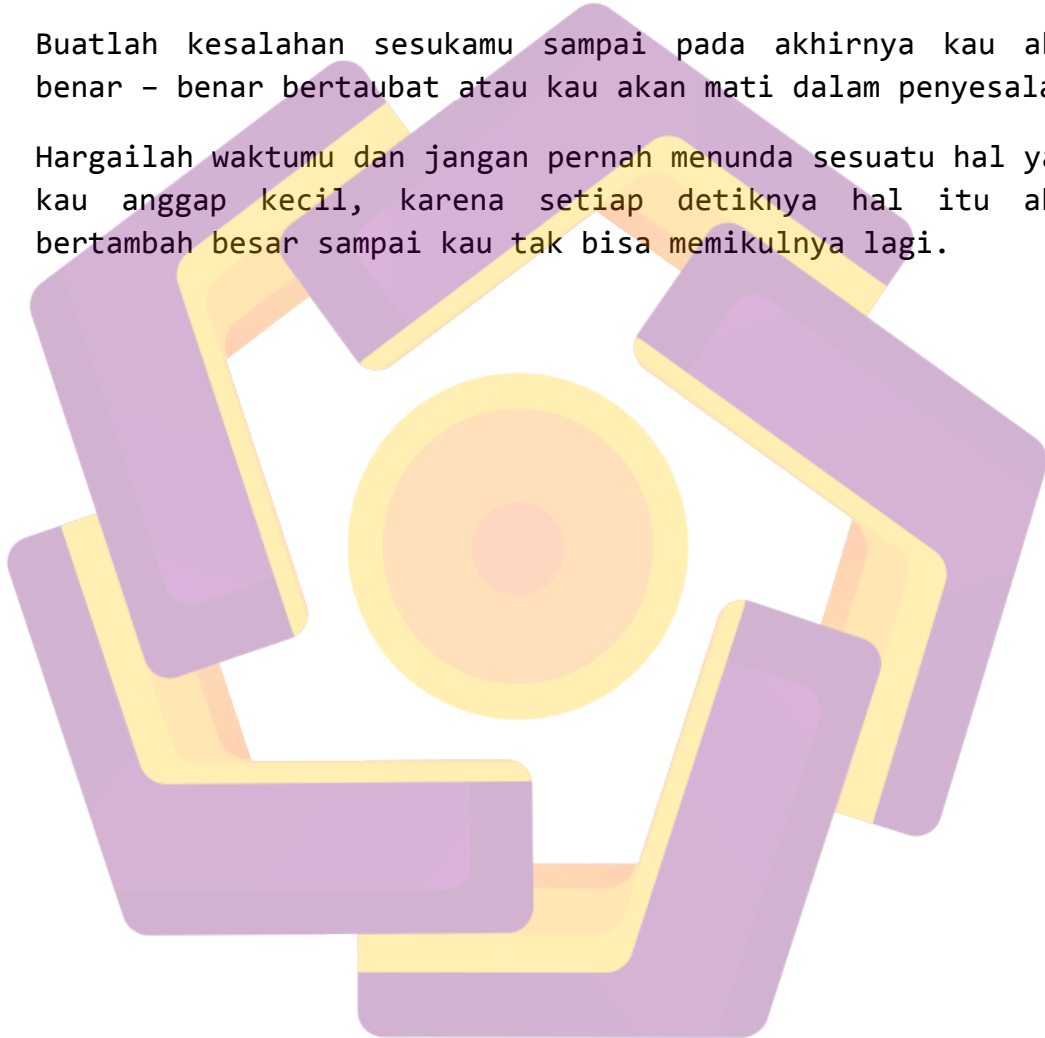 Buatlah kesalahan sesukamu sampai pada akhirnya kau
benar – benar bertaubat atau kau akan mati dalam
Hargailah waktumu dan jangan pernah menunda sesuatu hal
kau anggap kecil, karena setiap detiknya hal itu
bertambah besar sampai kau tak bisa memikulnya lagi.